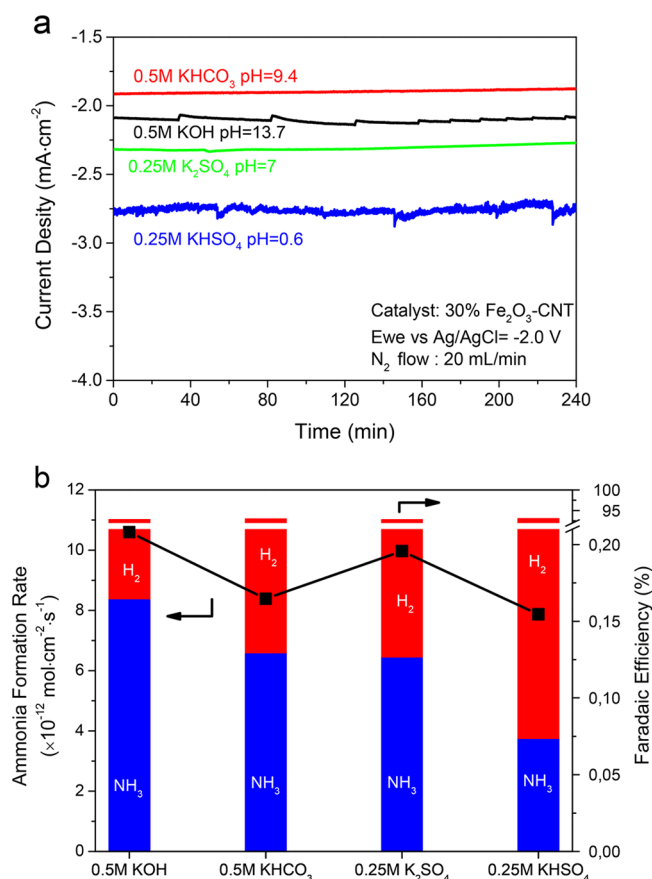 a
-1.5
-2.0
-2.5
-3.0
-3.5
-4.0
Current Desity (mA·cm⁻²)
0.5M KHCO₃ pH=9.4
0.5M KOH pH=13.7
0.25M K₂SO₄ pH=7
0.25M KHSO₄ pH=0.6
Catalyst: 30% Fe₂O₃-CNT
Ewe vs Ag/AgCl= -2.0 V
N₂ flow : 20 mL/min
0 40 80 120 160 200 240
Time (min)
b
12
10
8
6
4
2
0
Ammonia Formation Rate
(×10⁻¹² mol·cm⁻²·s⁻¹)
H₂ H₂ H₂ H₂
NH₃ NH₃ NH₃ NH₃
100
95
0,20
0,15
0,10
0,05
0,00
Faradaic Efficiency (%)
0.5M KOH 0.5M KHCO₃ 0.25M K₂SO₄ 0.25M KHSO₄